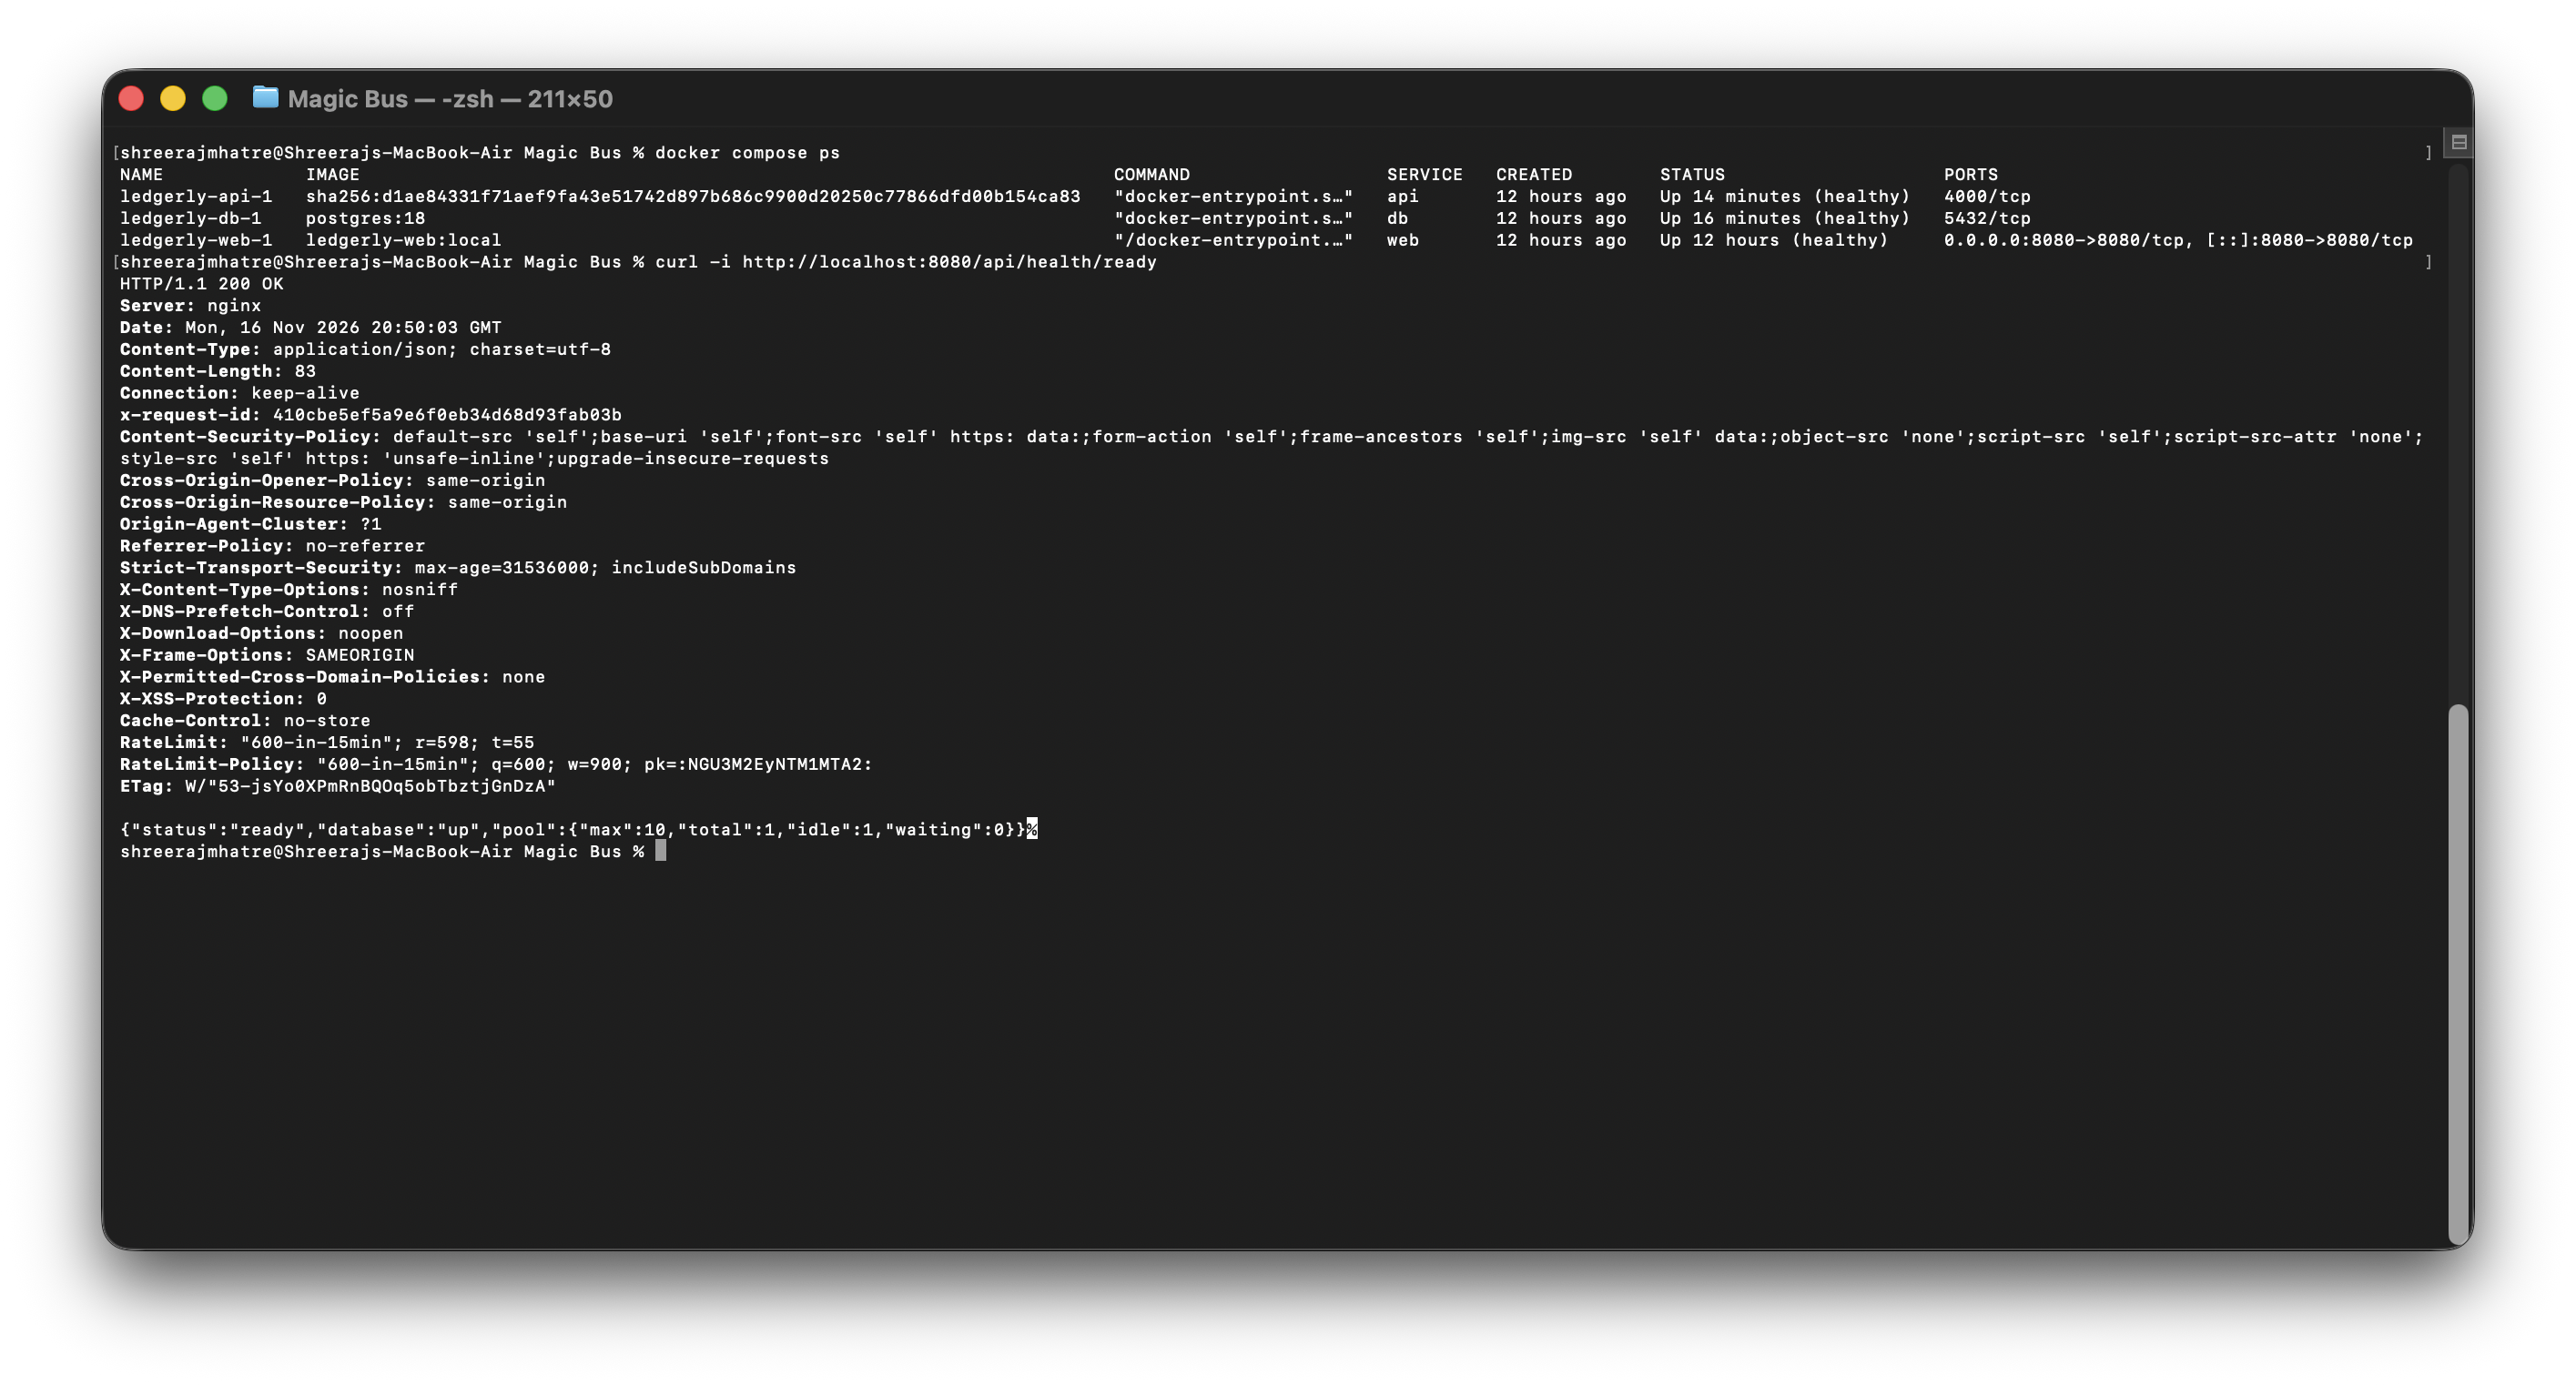 Magic Bus — -zsh — 211×50
[shreerajmhatre@Shreerajs-MacBook-Air Magic Bus % docker compose ps ]
NAME IMAGE COMMAND SERVICE CREATED STATUS PORTS
ledgerly-api-1 sha256:d1ae84331f71aef9fa43e51742d897b686c9900d20250c77866dfd00b154ca83 "docker-entrypoint.s…" api 12 hours ago Up 14 minutes (healthy) 4000/tcp
ledgerly-db-1 postgres:18 "docker-entrypoint.s…" db 12 hours ago Up 16 minutes (healthy) 5432/tcp
ledgerly-web-1 ledgerly-web:local "/docker-entrypoint.…" web 12 hours ago Up 12 hours (healthy) 0.0.0.0:8080->8080/tcp, [::]:8080->8080/tcp
[shreerajmhatre@Shreerajs-MacBook-Air Magic Bus % curl -i http://localhost:8080/api/health/ready ]
HTTP/1.1 200 OK
Server: nginx
Date: Mon, 16 Nov 2026 20:50:03 GMT
Content-Type: application/json; charset=utf-8
Content-Length: 83
Connection: keep-alive
x-request-id: 410cbe5ef5a9e6f0eb34d68d93fab03b
Content-Security-Policy: default-src 'self';base-uri 'self';font-src 'self' https: data:;form-action 'self';frame-ancestors 'self';img-src 'self' data:;object-src 'none';script-src 'self';script-src-attr 'none';
style-src 'self' https: 'unsafe-inline';upgrade-insecure-requests
Cross-Origin-Opener-Policy: same-origin
Cross-Origin-Resource-Policy: same-origin
Origin-Agent-Cluster: ?1
Referrer-Policy: no-referrer
Strict-Transport-Security: max-age=31536000; includeSubDomains
X-Content-Type-Options: nosniff
X-DNS-Prefetch-Control: off
X-Download-Options: noopen
X-Frame-Options: SAMEORIGIN
X-Permitted-Cross-Domain-Policies: none
X-XSS-Protection: 0
Cache-Control: no-store
RateLimit: "600-in-15min"; r=598; t=55
RateLimit-Policy: "600-in-15min"; q=600; w=900; pk=:NGU3M2EyNTM1MTA2:
ETag: W/"53-jsYo0XPmRnBQOq5obTbztjGnDzA"
{"status":"ready","database":"up","pool":{"max":10,"total":1,"idle":1,"waiting":0}}%
shreerajmhatre@Shreerajs-MacBook-Air Magic Bus %